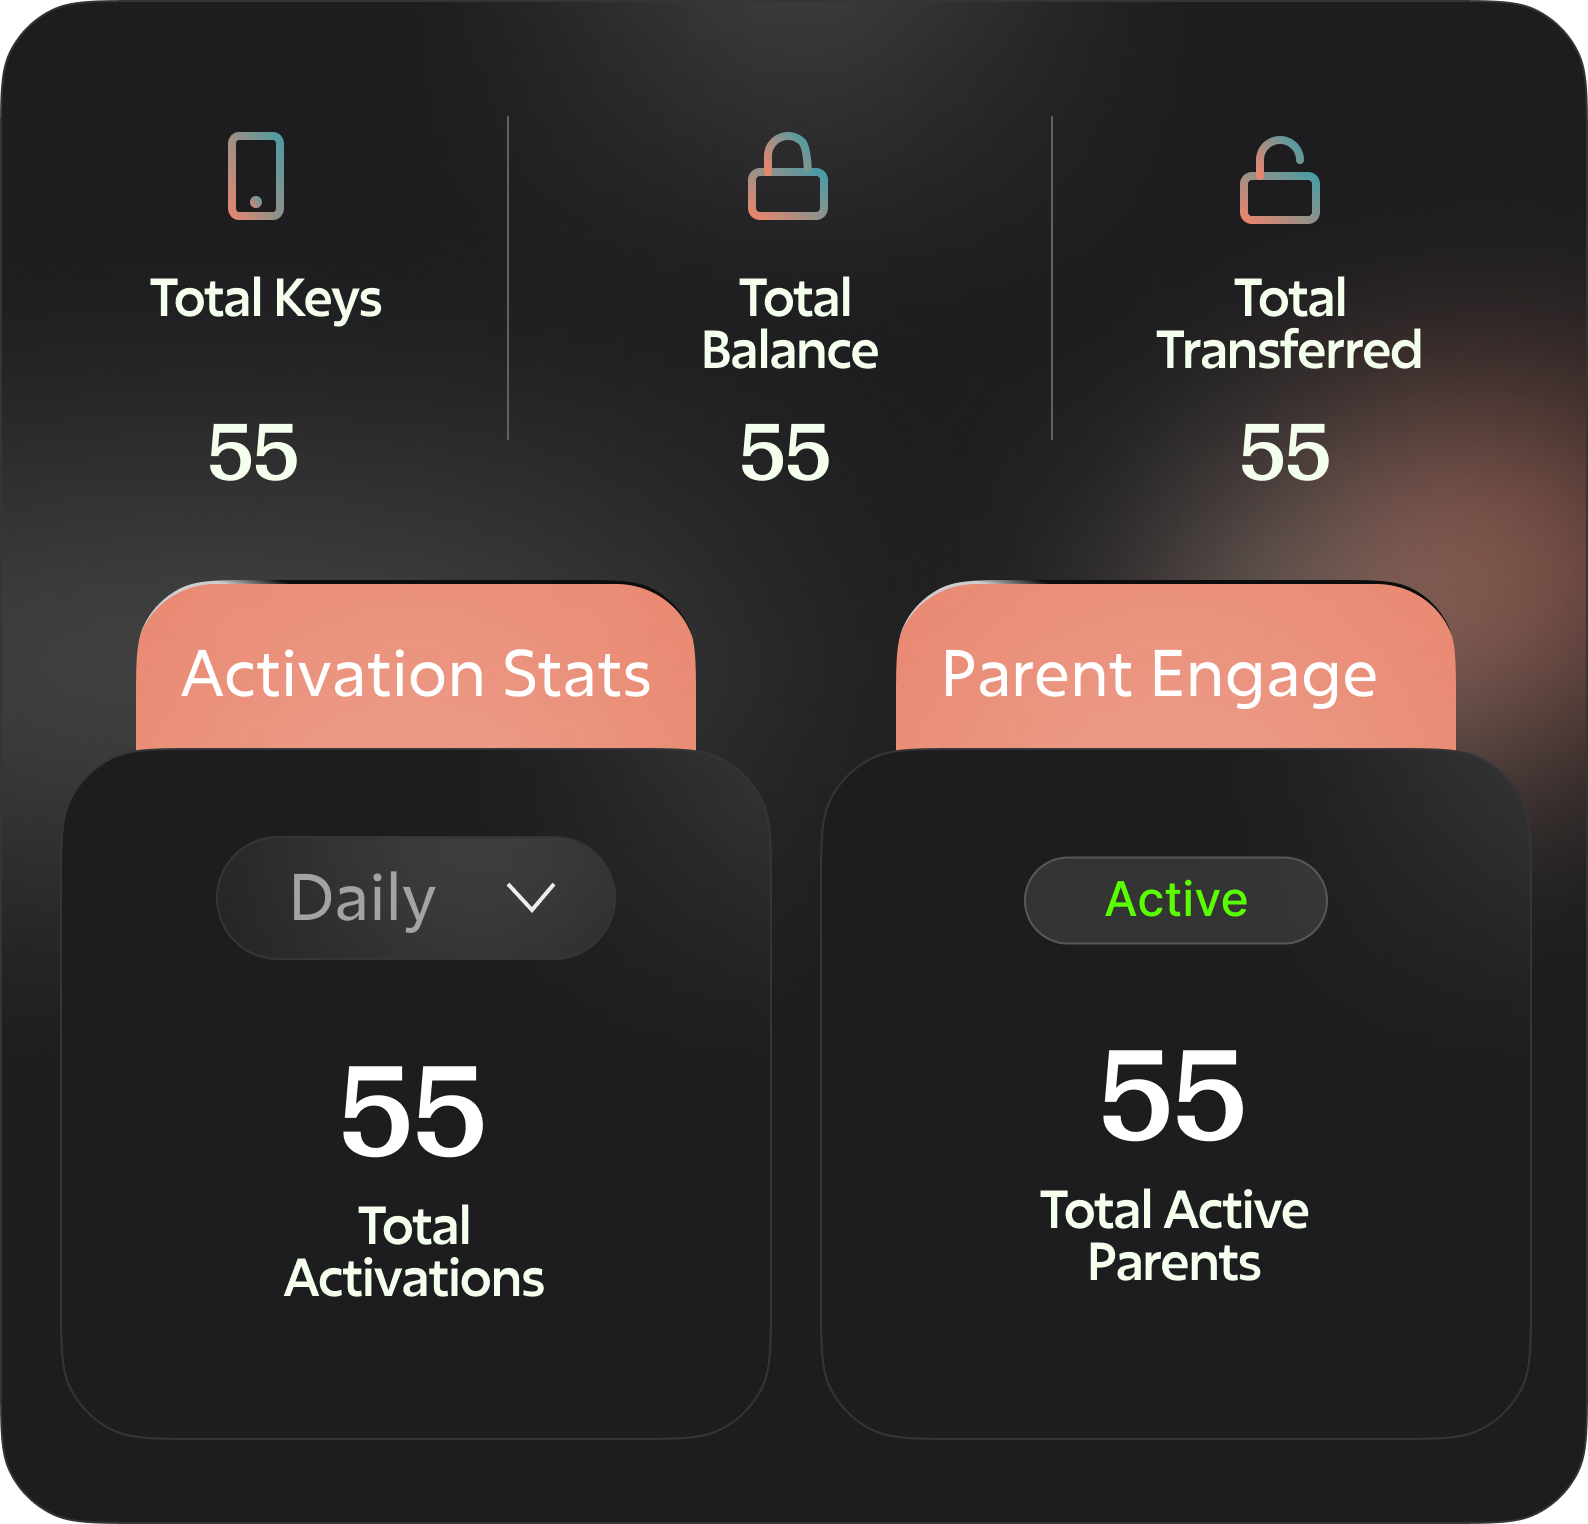 Total Keys
Total
Balance
Total
Transferred
55
55
55
Activation Stats
Parent Engage
Daily
Active
55
Total
Activations
55
Total Active
Parents